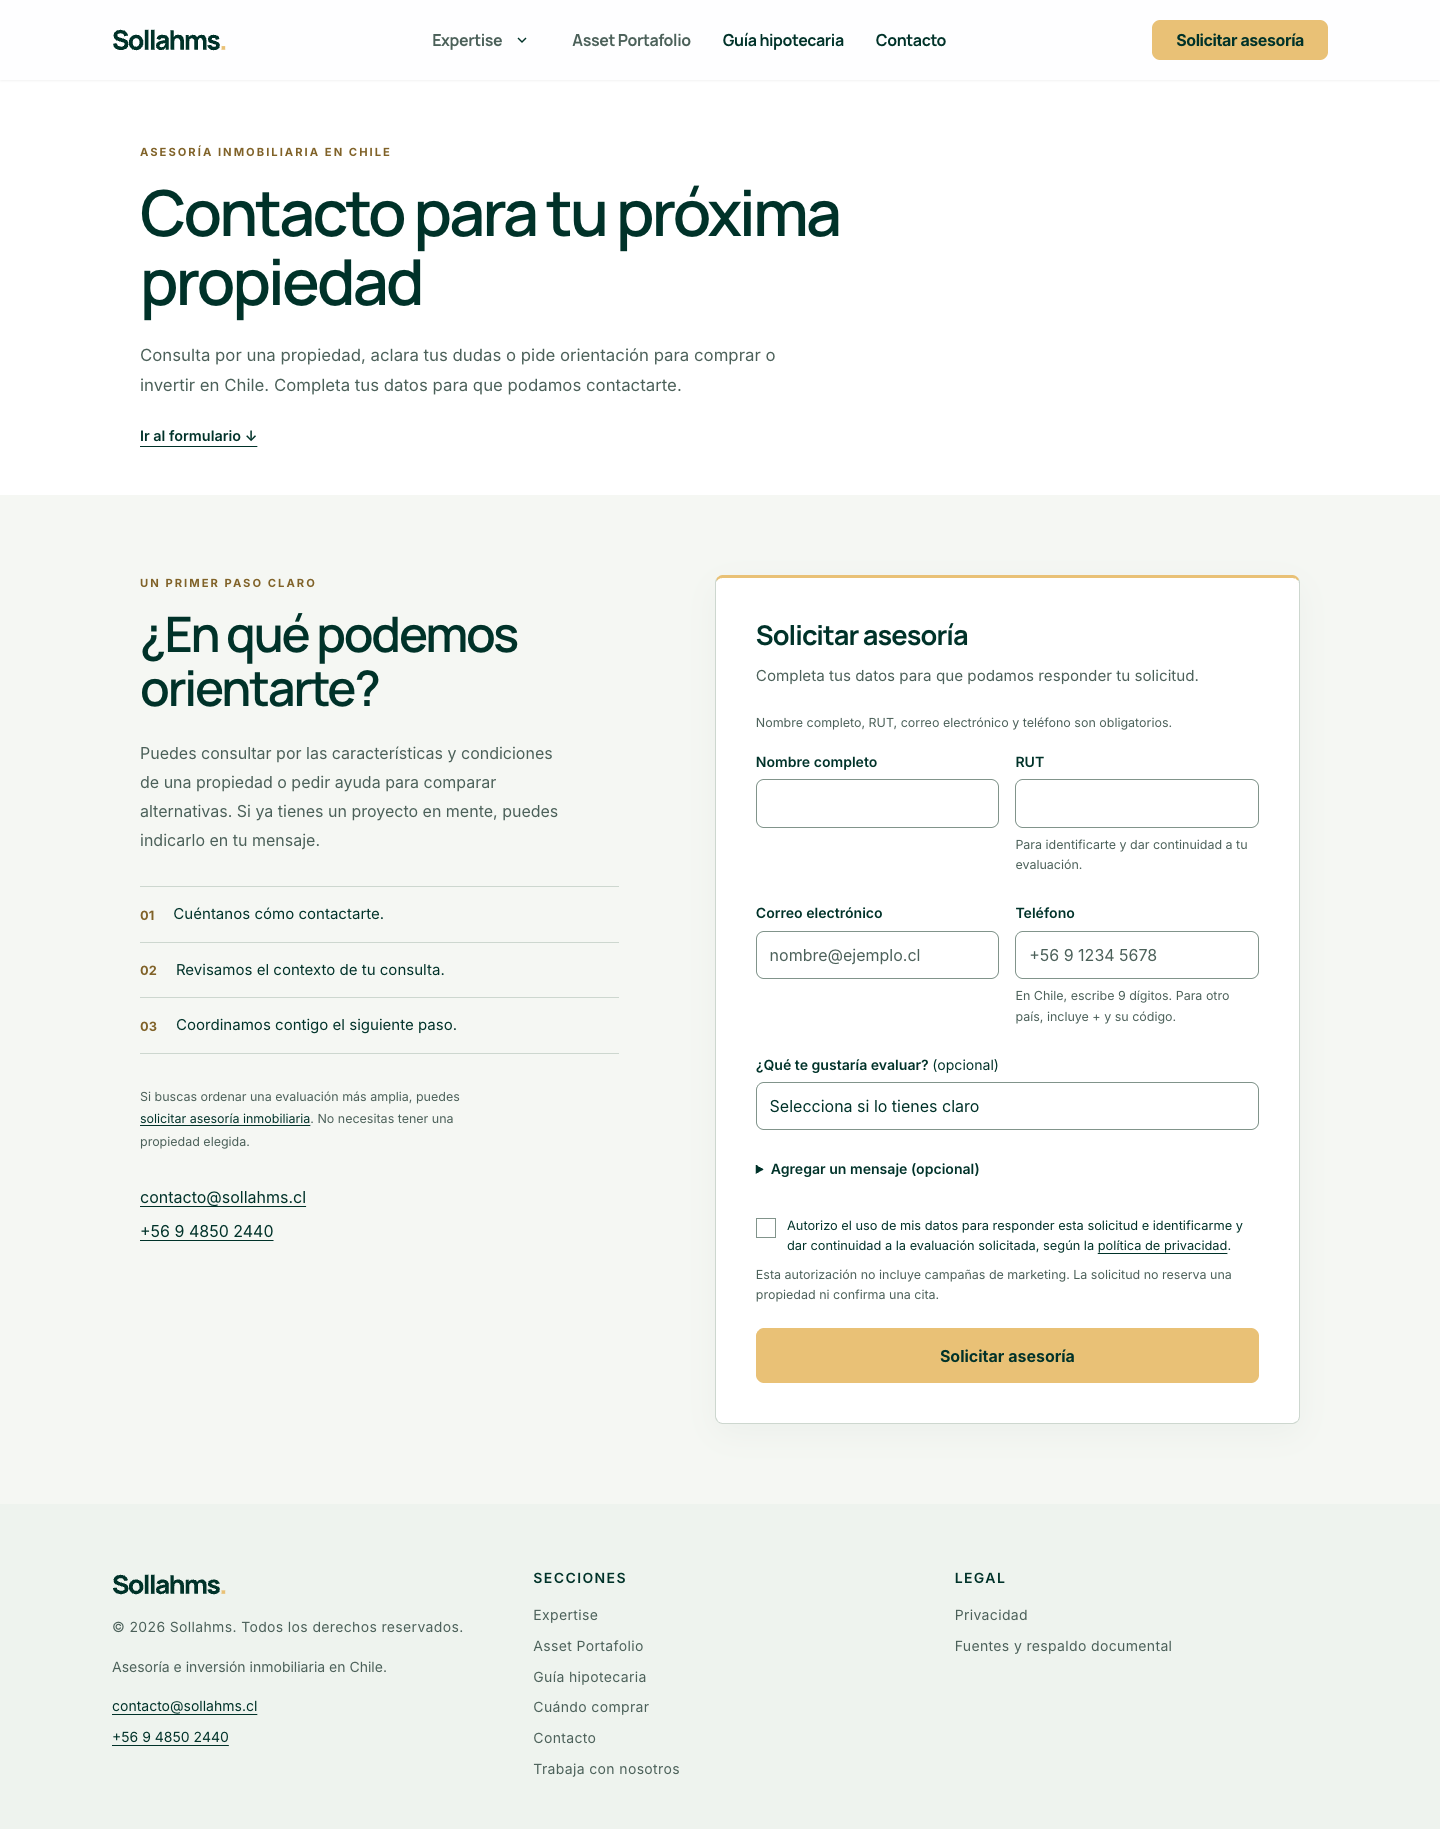 Sollahms.
Expertise
Asset Portafolio
Guía hipotecaria
Contacto
Solicitar asesoría
ASESORÍA INMOBILIARIA EN CHILE
Contacto para tu próxima
propiedad
Consulta por una propiedad, aclara tus dudas o pide orientación para comprar o
invertir en Chile. Completa tus datos para que podamos contactarte.
Ir al formulario ↓
UN PRIMER PASO CLARO
¿En qué podemos
orientarte?
Puedes consultar por las características y condiciones
de una propiedad o pedir ayuda para comparar
alternativas. Si ya tienes un proyecto en mente, puedes
indicarlo en tu mensaje.
01 Cuéntanos cómo contactarte.
02 Revisamos el contexto de tu consulta.
03 Coordinamos contigo el siguiente paso.
Si buscas ordenar una evaluación más amplia, puedes
solicitar asesoría inmobiliaria. No necesitas tener una
propiedad elegida.
contacto@sollahms.cl
+56 9 4850 2440
Solicitar asesoría
Completa tus datos para que podamos responder tu solicitud.
Nombre completo, RUT, correo electrónico y teléfono son obligatorios.
Nombre completo
RUT
Para identificarte y dar continuidad a tu
evaluación.
Correo electrónico
nombre@ejemplo.cl
Teléfono
+56 9 1234 5678
En Chile, escribe 9 dígitos. Para otro
país, incluye + y su código.
¿Qué te gustaría evaluar? (opcional)
Selecciona si lo tienes claro
Agregar un mensaje (opcional)
Autorizo el uso de mis datos para responder esta solicitud e identificarme y
dar continuidad a la evaluación solicitada, según la política de privacidad.
Esta autorización no incluye campañas de marketing. La solicitud no reserva una
propiedad ni confirma una cita.
Solicitar asesoría
Sollahms.
© 2026 Sollahms. Todos los derechos reservados.
Asesoría e inversión inmobiliaria en Chile.
contacto@sollahms.cl
+56 9 4850 2440
SECCIONES
Expertise
Asset Portafolio
Guía hipotecaria
Cuándo comprar
Contacto
Trabaja con nosotros
LEGAL
Privacidad
Fuentes y respaldo documental